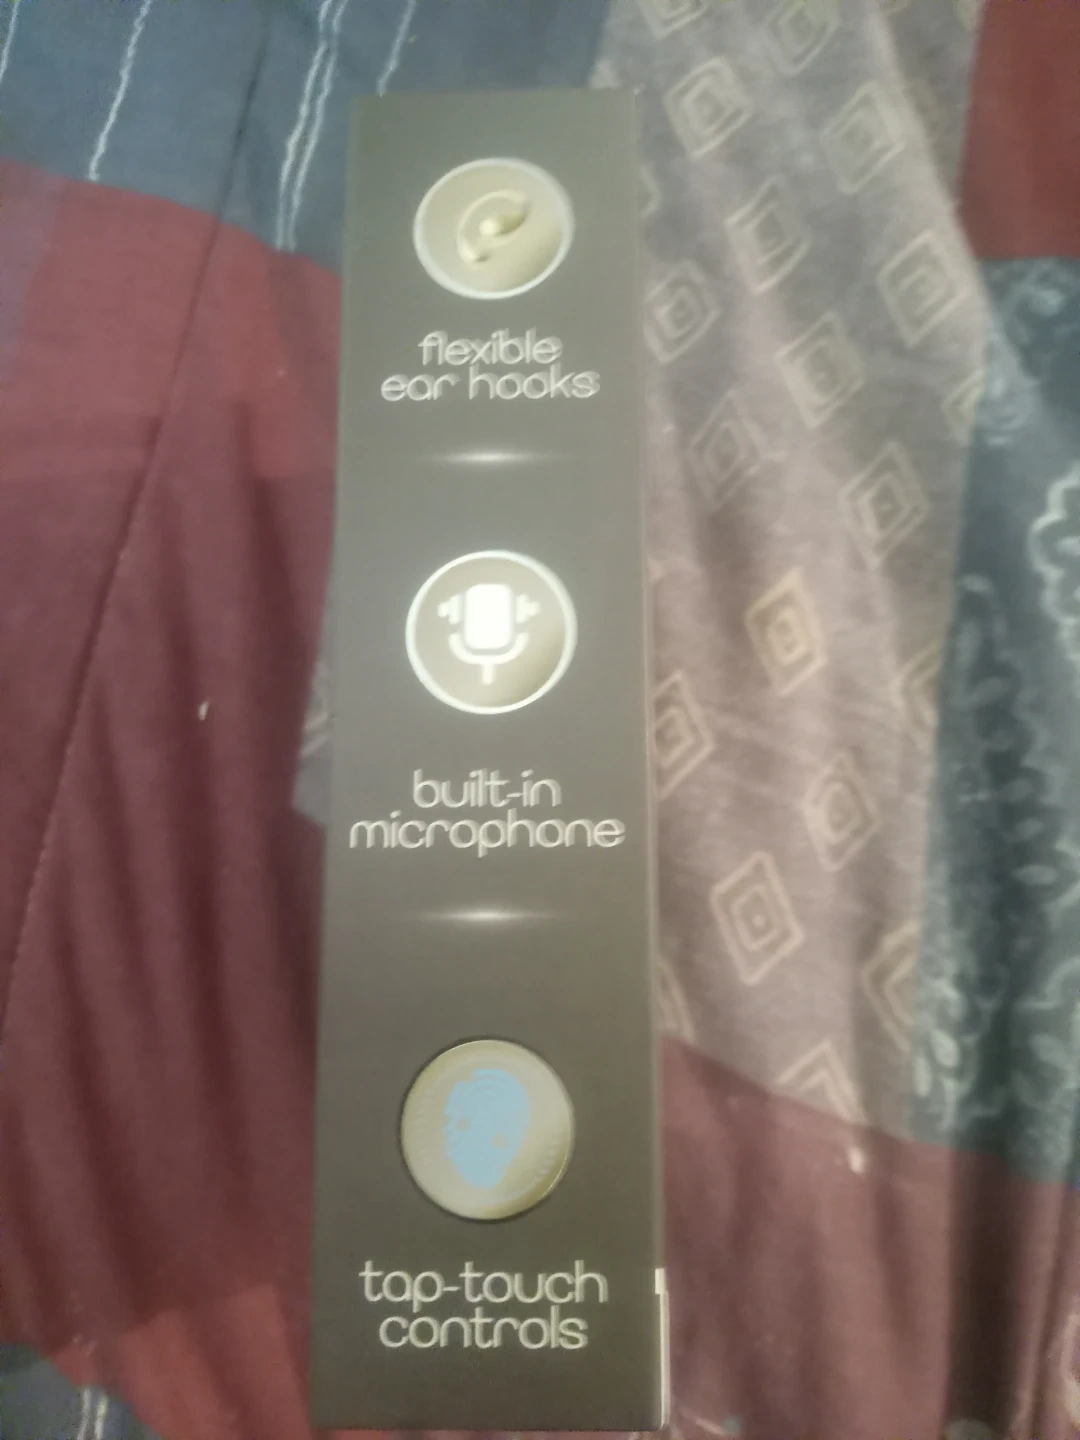 flexible
ear hooks
built-in
microphone
tap-touch
controls